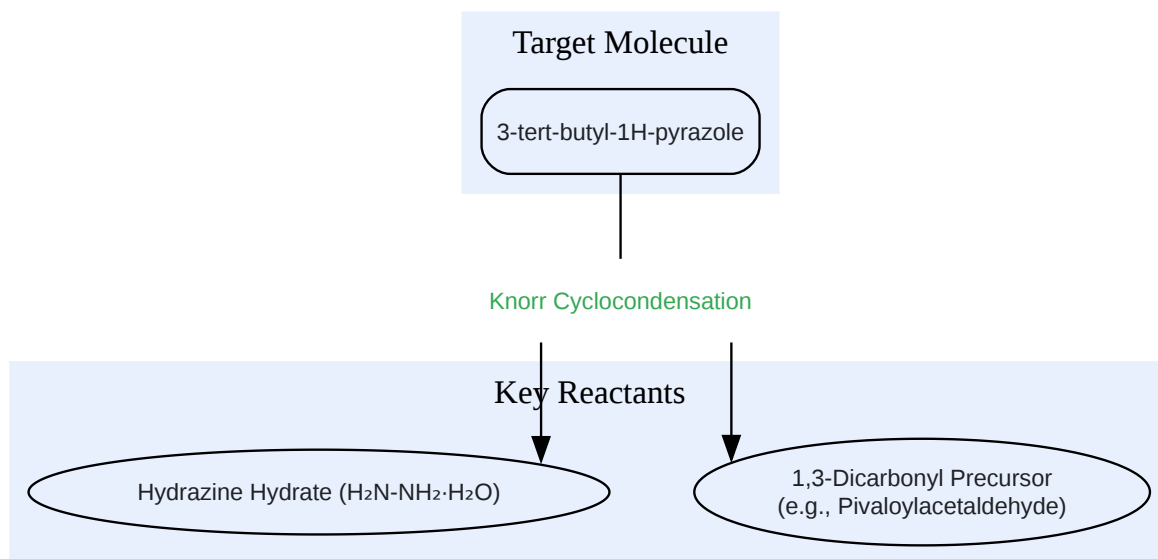 Target Molecule
3-tert-butyl-1H-pyrazole
Knorr Cyclocondensation
Key Reactants
Hydrazine Hydrate (H₂N-NH₂·H₂O)
1,3-Dicarbonyl Precursor
(e.g., Pivaloylacetaldehyde)